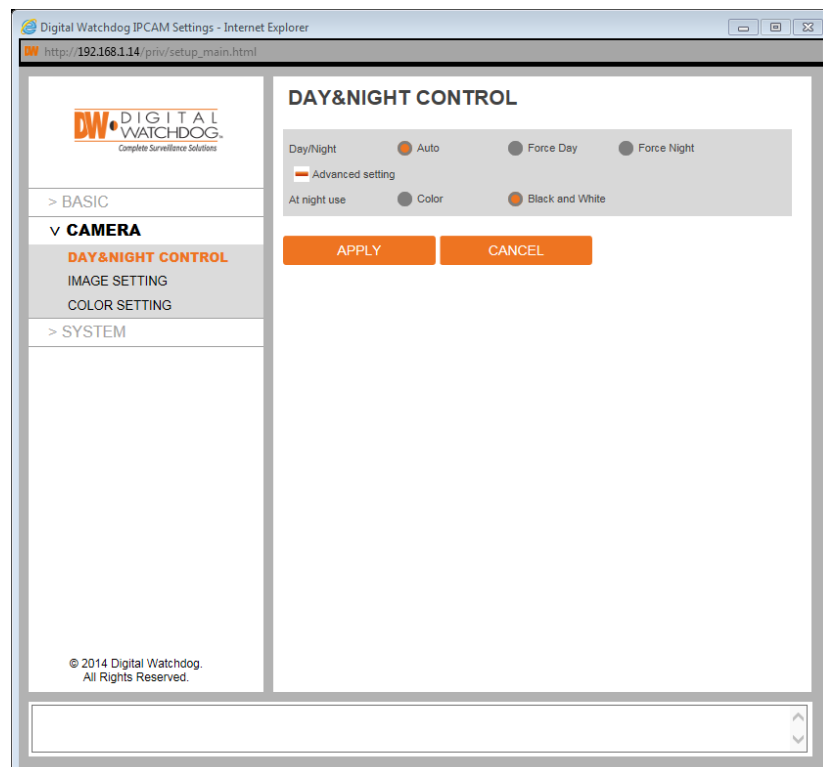 Digital Watchdog IPCAM Settings - Internet Explorer
DW http://192.168.1.14/priv/setup_main.html
DW DIGITAL
WATCHDOG®
Complete Surveillance Solutions
> BASIC
v CAMERA
DAY&NIGHT CONTROL
IMAGE SETTING
COLOR SETTING
> SYSTEM
© 2014 Digital Watchdog.
All Rights Reserved.
DAY&NIGHT CONTROL
Day/Night Auto Force Day Force Night
Advanced setting
At night use Color Black and White
APPLY CANCEL